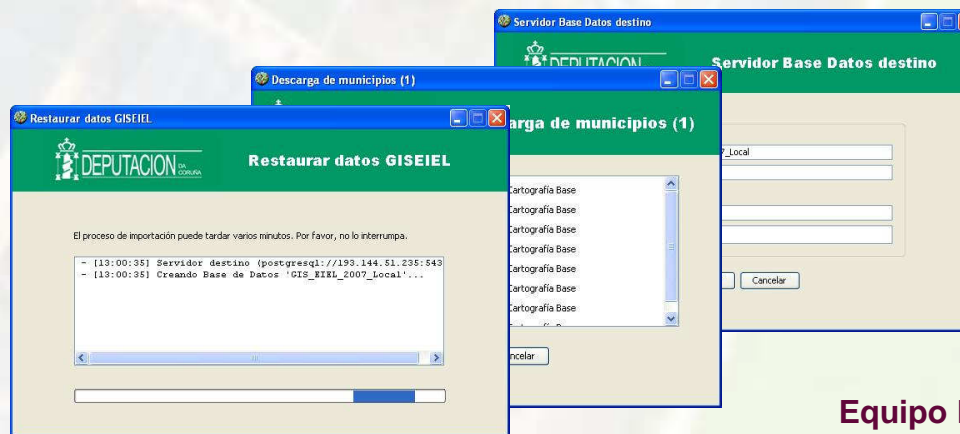 Servidor Base Datos destino
DEPUTACION
Servidor Base Datos destino
7_Local
Cancelar
Descarga de municipios (1)
arga de municipios (1)
Cartografía Base
Cartografía Base
Cartografía Base
Cartografía Base
Cartografía Base
Cartografía Base
Cartografía Base
ncelar
Restaurar datos GISEIEL
DEPUTACION DA CORUÑA
Restaurar datos GISEIEL
El proceso de importación puede tardar varios minutos. Por favor, no lo interrumpa.
- [13:00:35] Servidor destino (postgresql://193.144.51.235:543
- [13:00:35] Creando Base de Datos 'GIS_EIEL_2007_Local'...
Equipo